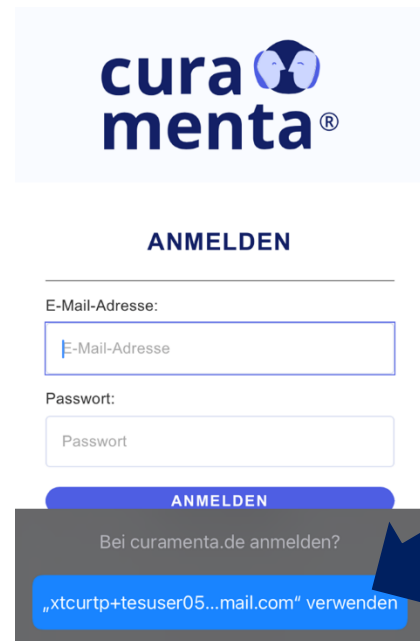 cura
menta®
ANMELDEN
E-Mail-Adresse:
E-Mail-Adresse
Passwort:
Passwort
ANMELDEN
Bei curamenta.de anmelden?
„xtcurtp+tesuser05...mail.com“ verwenden